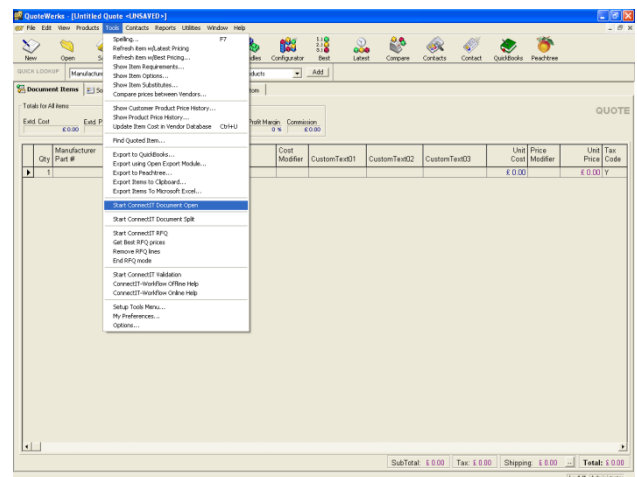 QuoteWerks - [Untitled Quote <UNSAVED>]
File Edit View Products Tools Contacts Reports Utilities Window Help
New Open Configurator Best Latest Compare Contacts Contact QuickBooks Peachtree
QUICK LOOKUP Manufacture Add
Document Items
Totals for All items
QUOTE
Extd. Cost Extd. P Profit Margin Commission
£ 0.00 0 % £ 0.00
Spelling... F7
Refresh item w/Latest Pricing
Refresh item w/Best Pricing...
Show Item Requirements...
Show Item Options...
Show Item Substitutes...
Compare prices between Vendors...
Show Customer Product Price History...
Show Product Price History...
Update Item Cost in Vendor Database Ctrl+U
Find Quoted Item...
Export to QuickBooks...
Export using Open Export Module...
Export to Peachtree...
Export Items to Clipboard...
Export Items To Microsoft Excel...
Start ConnectIT Document Open
Start ConnectIT Document Split
Start ConnectIT RFQ
Get Best RFQ prices
Remove RFQ lines
End RFQ mode
Start ConnectIT Validation
ConnectIT-Workflow Offline Help
ConnectIT-Workflow Online Help
Setup Tools Menu...
My Preferences...
Options...
Qty Manufacturer Part # Cost Modifier CustomText01 CustomText02 CustomText03 Unit Cost Price Modifier Unit Price Tax Code
1 £ 0.00 £ 0.00 Y
SubTotal: £ 0.00 Tax: £ 0.00 Shipping: £ 0.00 ... Total: £ 0.00